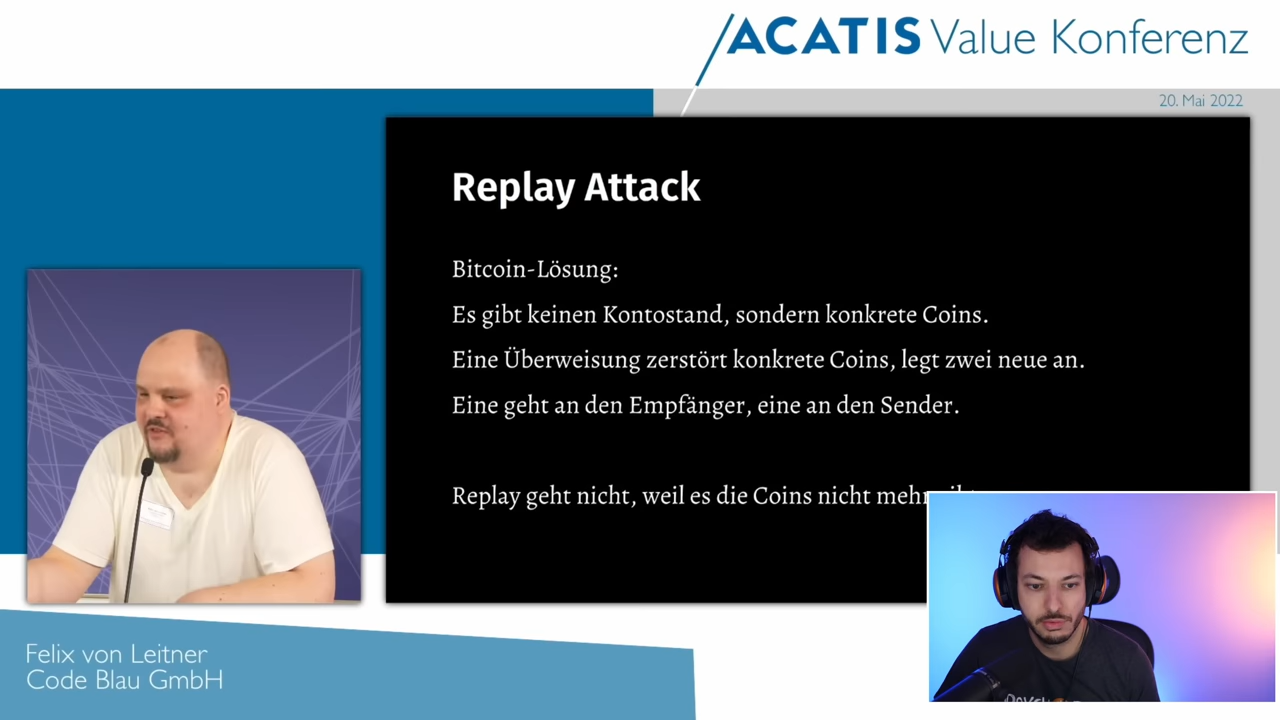 ACATIS Value Konferenz
20. Mai 2022
Replay Attack
Bitcoin-Lösung:
Es gibt keinen Kontostand, sondern konkrete Coins.
Eine Überweisung zerstört konkrete Coins, legt zwei neue an.
Eine geht an den Empfänger, eine an den Sender.
Replay geht nicht, weil es die Coins nicht mehr
Felix von Leitner
Code Blau GmbH